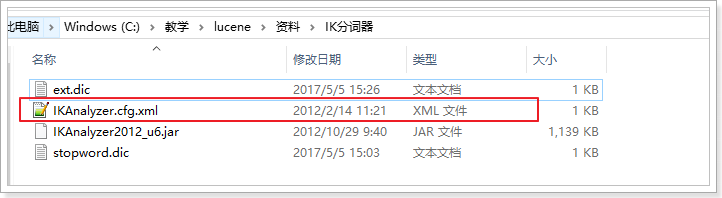 此电脑 > Windows (C:) > 教学 > lucene > 资料 > IK分词器
名称 修改日期 类型 大小
ext.dic 2017/5/5 15:26 文本文档 1 KB
IKAnalyzer.cfg.xml 2012/2/14 11:21 XML 文件 1 KB
IKAnalyzer2012_u6.jar 2012/10/29 9:40 JAR 文件 1,139 KB
stopword.dic 2017/5/5 15:03 文本文档 1 KB